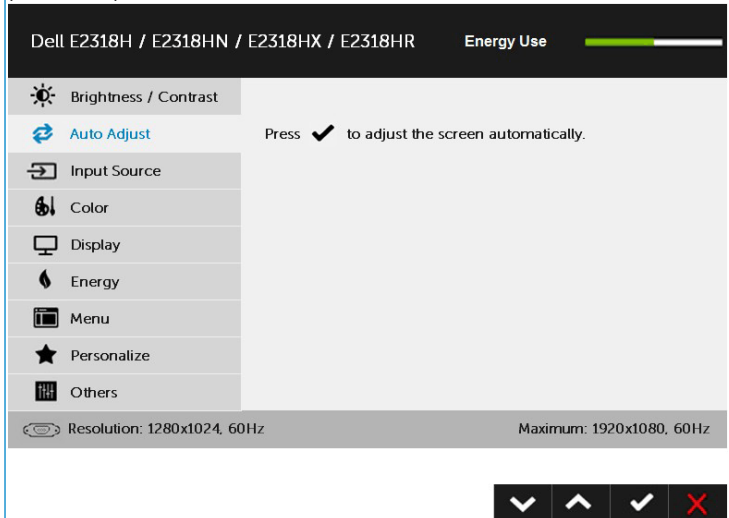 Dell E2318H / E2318HN / E2318HX / E2318HR Energy Use
Brightness / Contrast
Auto Adjust
Press ✔ to adjust the screen automatically.
Input Source
Color
Display
Energy
Menu
Personalize
Others
Resolution: 1280x1024, 60Hz Maximum: 1920x1080, 60Hz